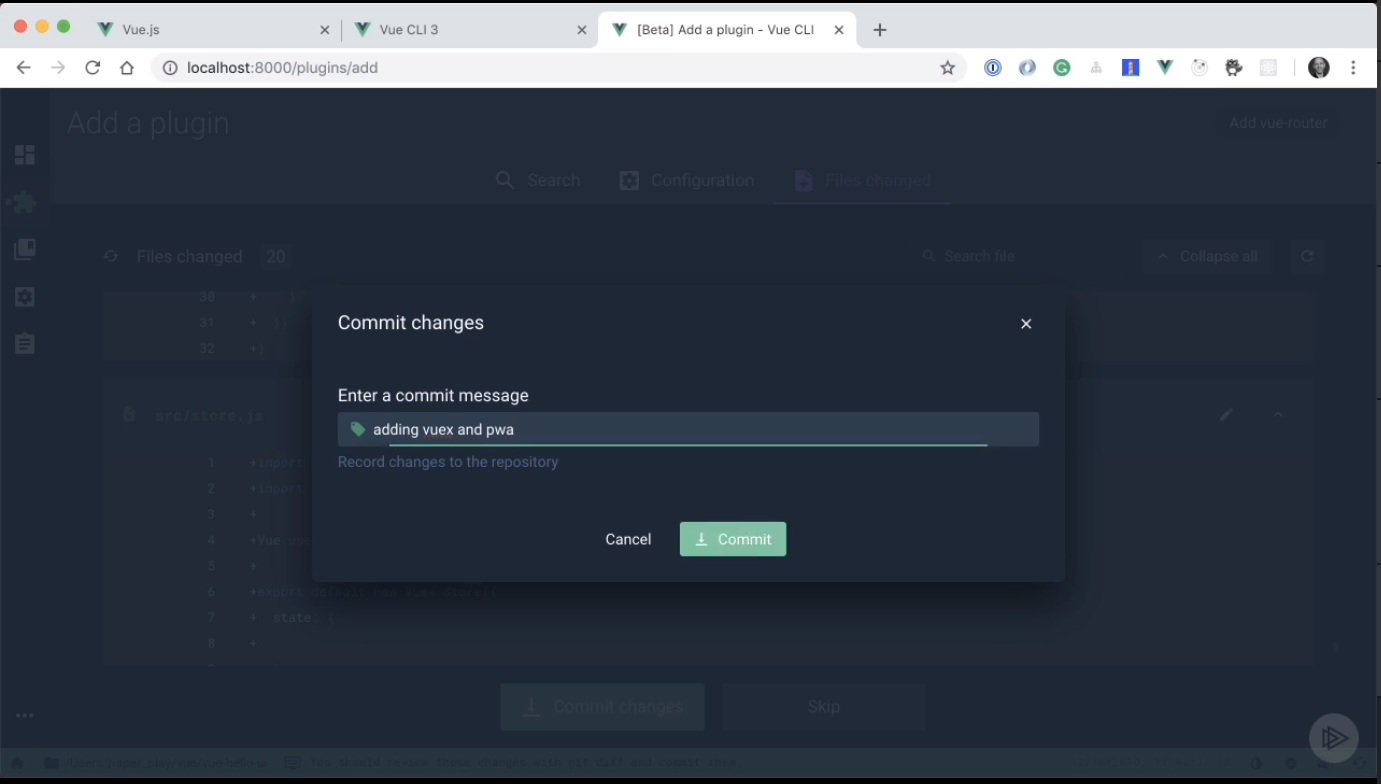 Vue.js
Vue CLI 3
[Beta] Add a plugin - Vue CLI
localhost:8000/plugins/add
Add a plugin
Add vue-router
Search
Configuration
Files changed
Files changed 20
Search file
Collapse all
30 +
31 + })
32 +}
Commit changes
Enter a commit message
adding vuex and pwa
Record changes to the repository
Cancel
Commit
src/store.js
1 +import
2 +import
3 +
4 +Vue
5 +
6 +export default new
7 + state: {
8 +
Commit changes
Skip
You should review these changes with git diff and commit them